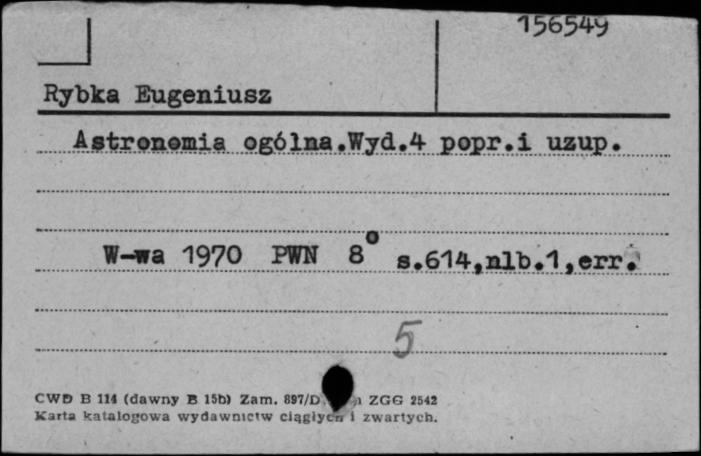 156549
Rybka Eugeniusz
Astronomia ogólna.Wyd.4 popr.i uzup.
W-wa 1970 PWN 8° s.614,nlb.1,err.
5
CWD B 114 (dawny B 15b) Zam. 897/D ZGG 2542
Karta katalogowa wydawnictw ciągłych i zwartych.